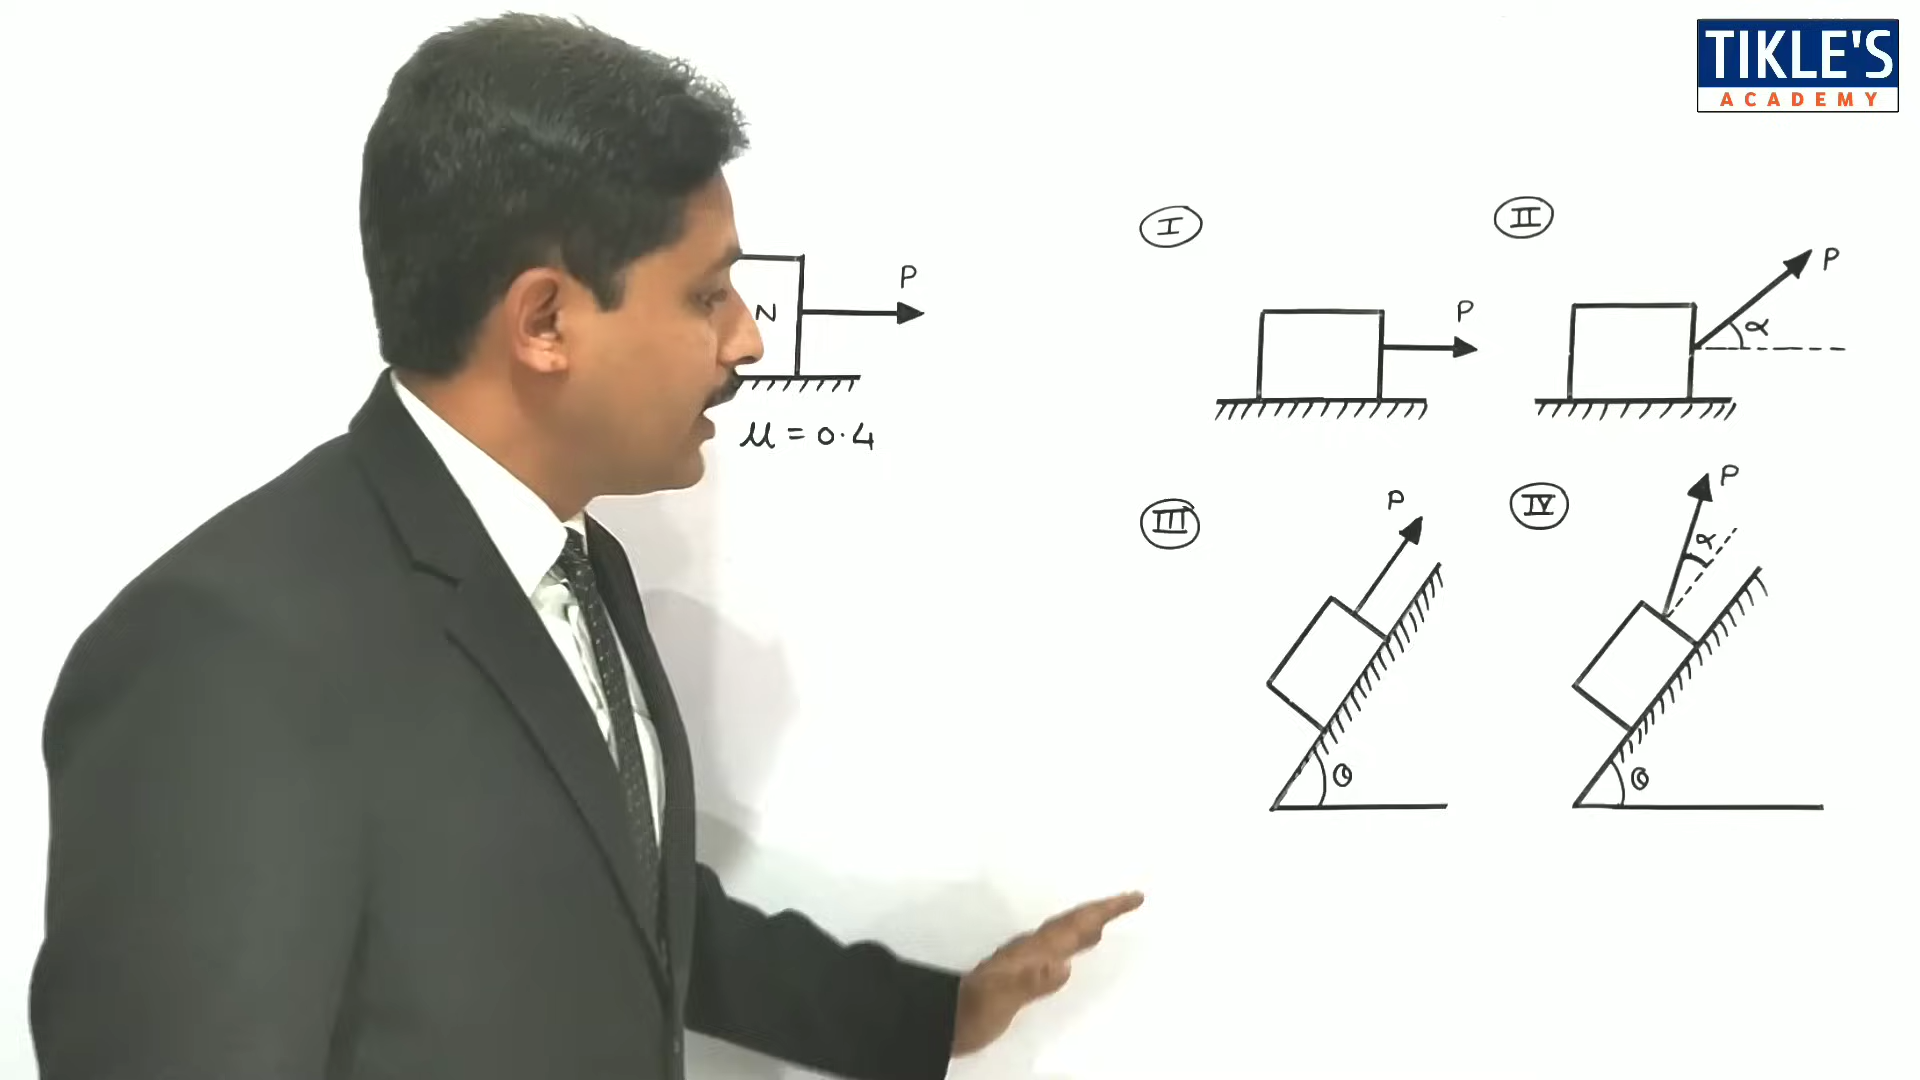 TIKLE'S
ACADEMY
N
P
μ = 0.4
I
P
II
P
α
III
P
θ
IV
P
α
θ